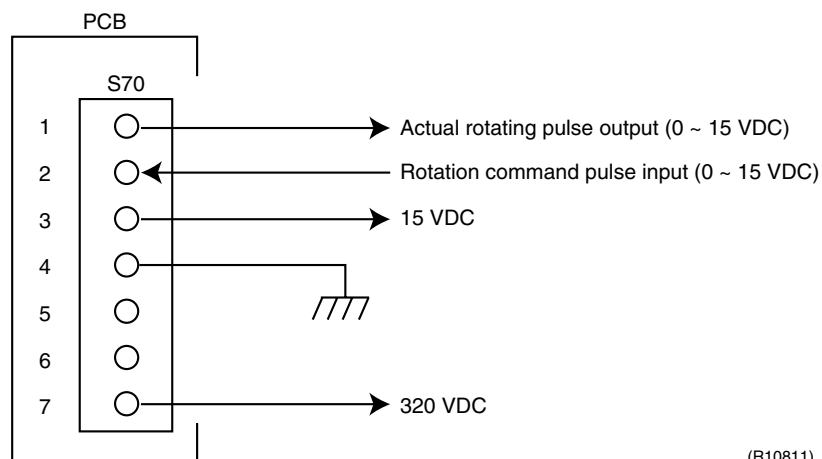 PCB
S70
1 Actual rotating pulse output (0 ~ 15 VDC)
2 Rotation command pulse input (0 ~ 15 VDC)
3 15 VDC
4
5
6
7 320 VDC
(R10811)